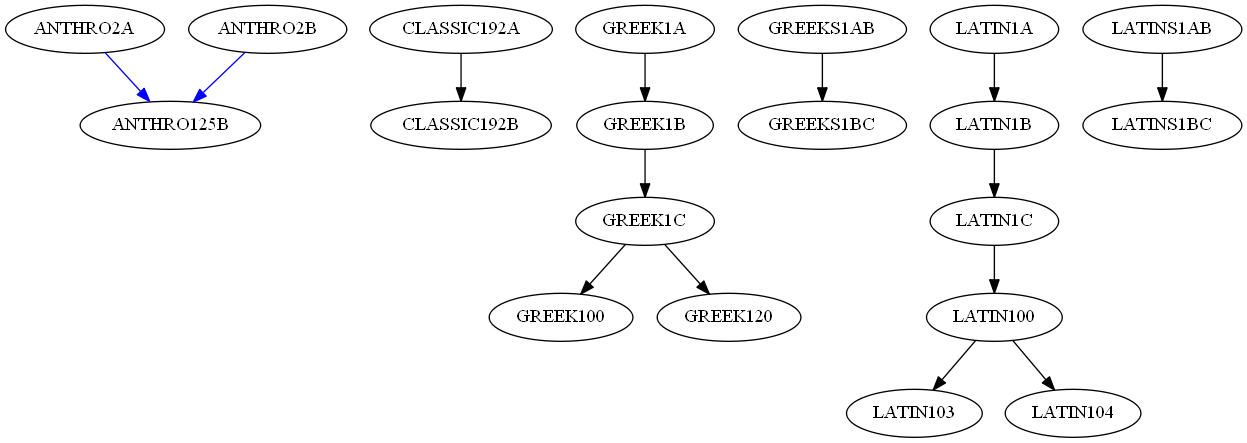 ANTHRO2A
ANTHRO2B
CLASSIC192A
GREEK1A
GREEKS1AB
LATIN1A
LATINS1AB
ANTHRO125B
CLASSIC192B
GREEK1B
GREEKS1BC
LATIN1B
LATINS1BC
GREEK1C
LATIN1C
GREEK100
GREEK120
LATIN100
LATIN103
LATIN104